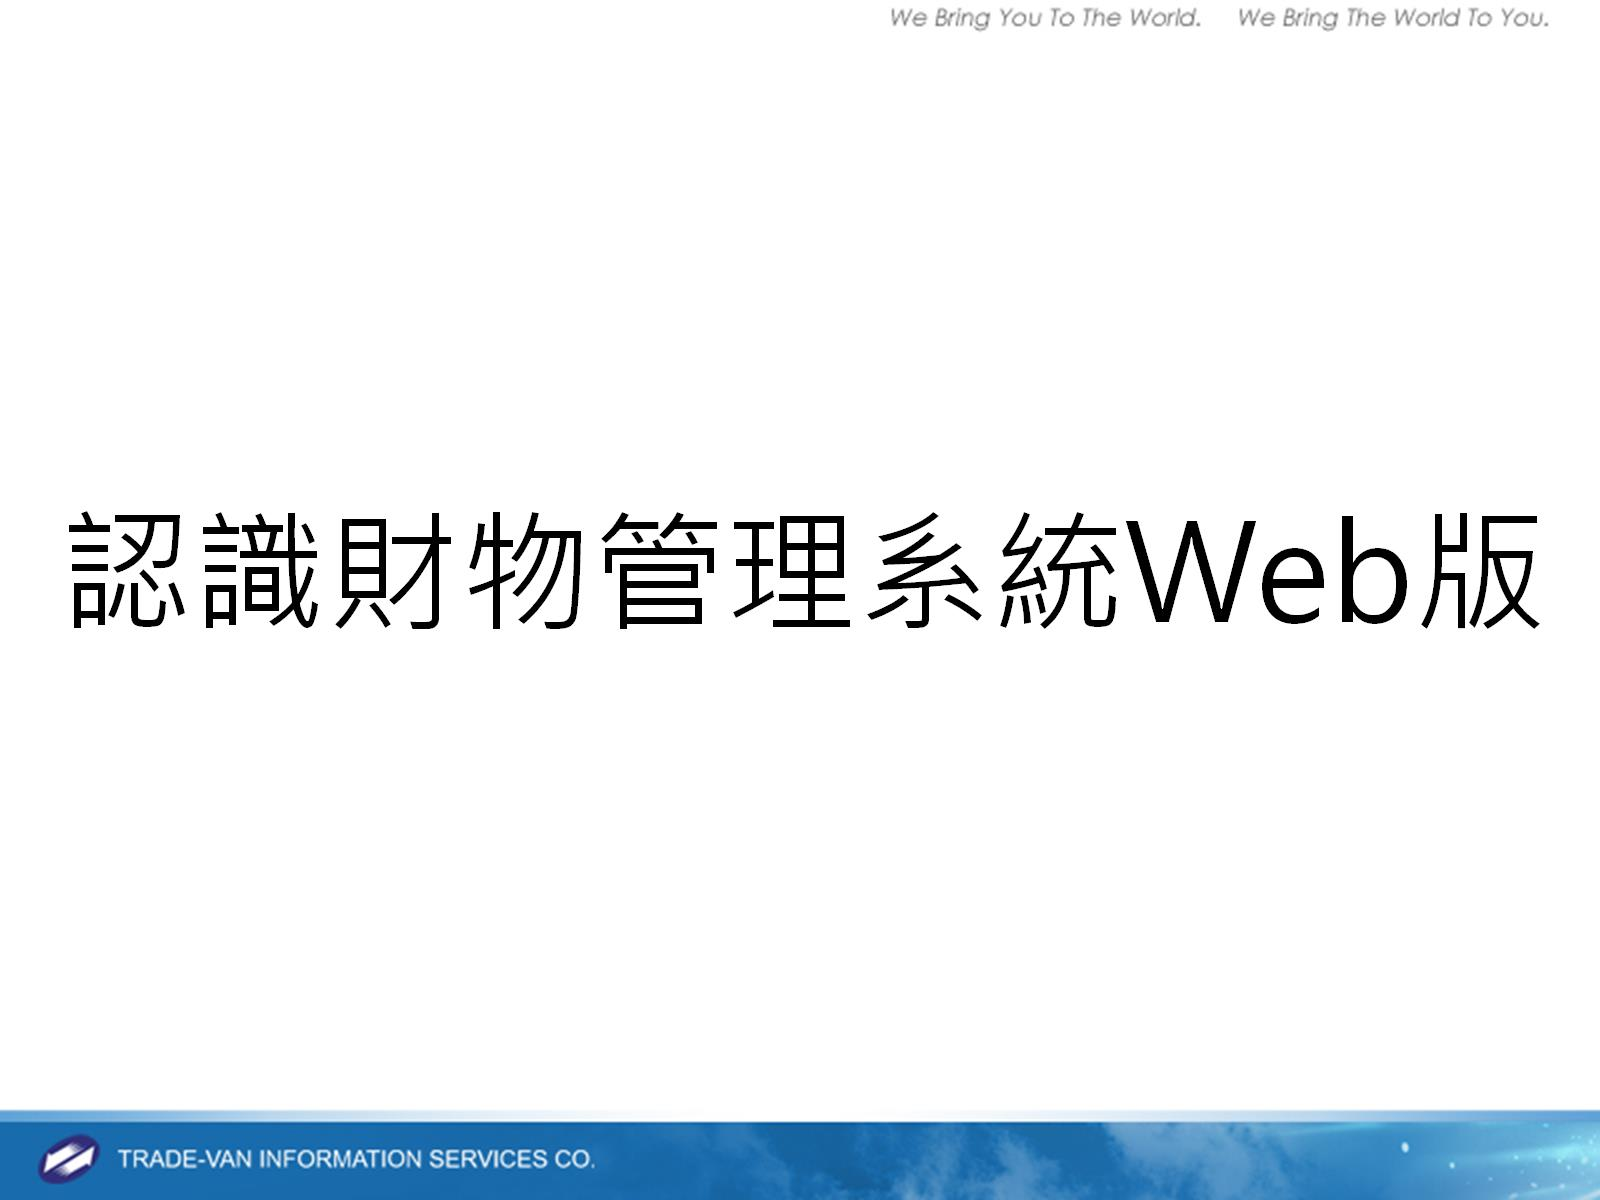 We Bring You To The World. We Bring The World To You.
認識財物管理系統Web版
TRADE-VAN INFORMATION SERVICES CO.